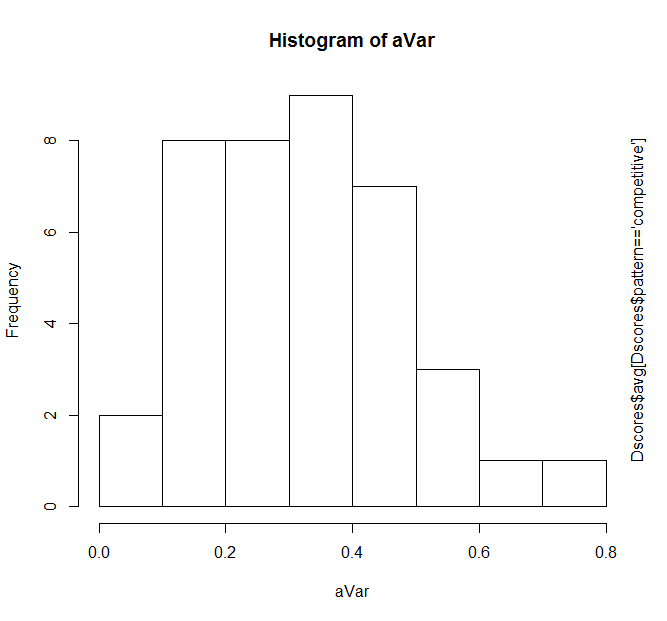 Histogram of aVar
Frequency
8
6
4
2
0
0.0 0.2 0.4 0.6 0.8
aVar
Dscores$avg[Dscores$pattern=='competitive']